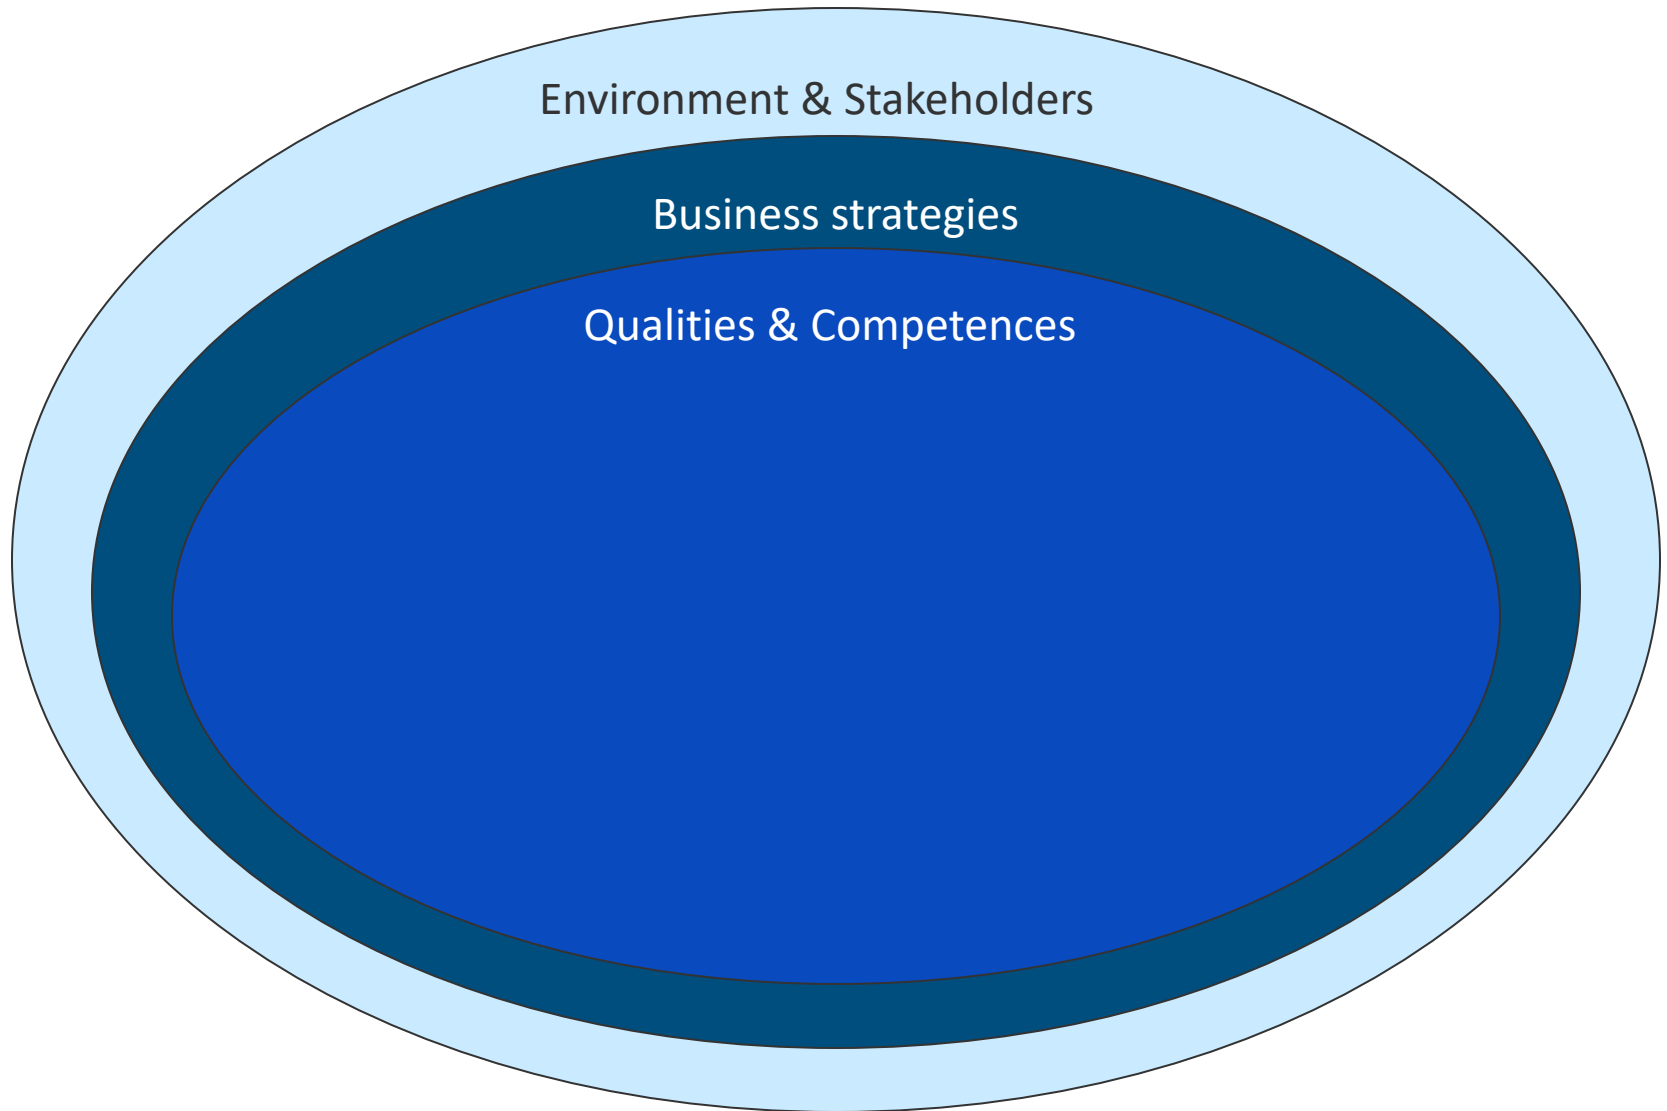 Environment & Stakeholders
Business strategies
Qualities & Competences